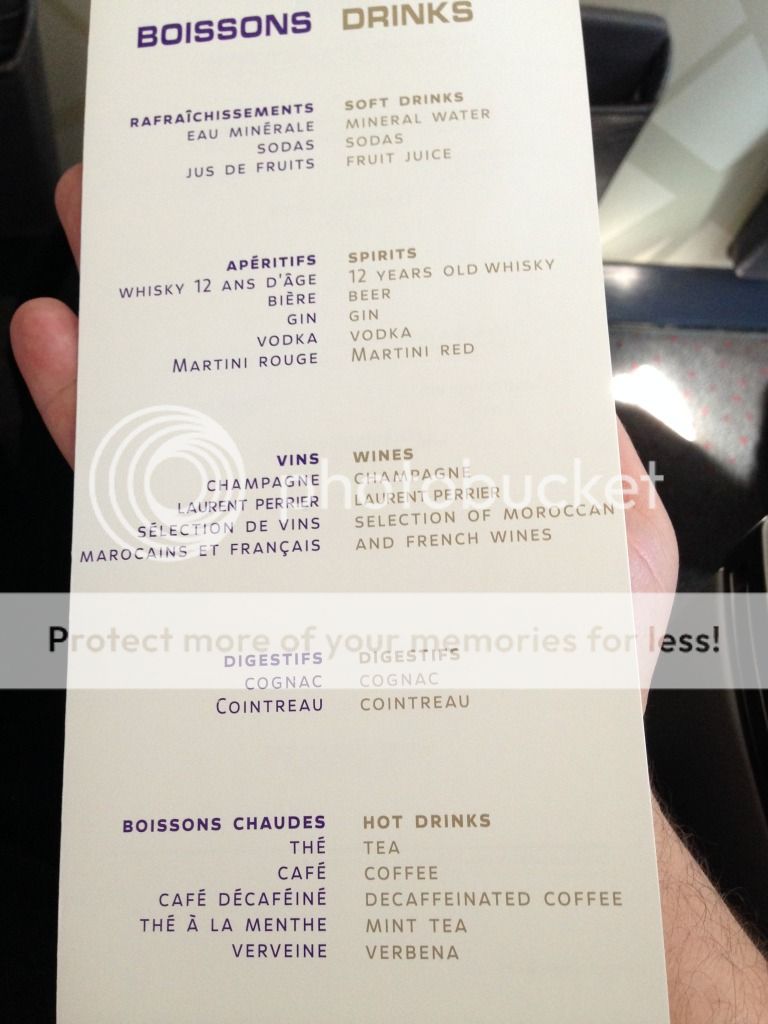 BOISSONS DRINKS
RAFRAÎCHISSEMENTS SOFT DRINKS
EAU MINÉRALE MINERAL WATER
SODAS SODAS
JUS DE FRUITS FRUIT JUICE
APÉRITIFS SPIRITS
WHISKY 12 ANS D'ÂGE 12 YEARS OLD WHISKY
BIÈRE BEER
GIN GIN
VODKA VODKA
MARTINI ROUGE MARTINI RED
VINS WINES
CHAMPAGNE CHAMPAGNE
LAURENT PERRIER LAURENT PERRIER
SÉLECTION DE VINS SELECTION OF MOROCCAN
MAROCAINS ET FRANÇAIS AND FRENCH WINES
photobucket
Protect more of your memories for less!
DIGESTIFS DIGESTIFS
COGNAC COGNAC
COINTREAU COINTREAU
BOISSONS CHAUDES HOT DRINKS
THÉ TEA
CAFÉ COFFEE
CAFÉ DÉCAFÉINÉ DECAFFEINATED COFFEE
THÉ À LA MENTHE MINT TEA
VERVEINE VERBENA